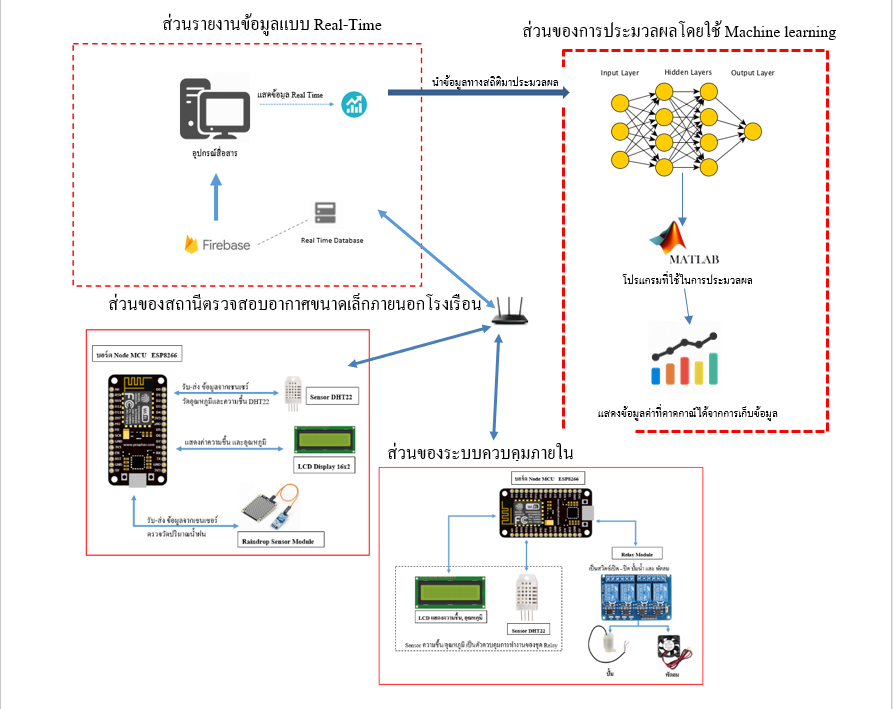 ส่วนรายงานข้อมูลแบบ Real-Time
แสดข้อมูล Real Time
อุปกรณ์สื่อสาร
Firebase
Real Time Database
นำข้อมูลทางสถิติมาประมวลผล
ส่วนของการประมวลผลโดยใช้ Machine learning
Input Layer
Hidden Layers
Output Layer
MATLAB
โปรแกรมที่ใช้ในการประมวลผล
แสดงข้อมูลค่าที่คาดการณ์ได้จากการเก็บข้อมูล
ส่วนของสถานีตรวจสอบอากาศขนาดเล็กภายนอกโรงเรือน
บอร์ด Node MCU ESP8266
รับ-ส่ง ข้อมูลจากเซนเซอร์
วัดอุณหภูมิและความชื้น DHT22
Sensor DHT22
แสดงค่าความชื้น และอุณหภูมิ
LCD Display 16x2
รับ-ส่ง ข้อมูลจากเซนเซอร์
ตรวจวัดปริมาณน้ำฝน
Raindrop Sensor Module
ส่วนของระบบควบคุมภายใน
บอร์ด Node MCU ESP8266
Relay Module
เป็นสวิตช์เปิด - ปิด ปั้มน้ำ และ พัดลม
LCD แสดงความชื้น, อุณหภูมิ
Sensor DHT22
Sensor ความชื้น อุณหภูมิ เป็นตัวควบคุมการทำงานของชุด Relay
ปั้ม
พัดลม